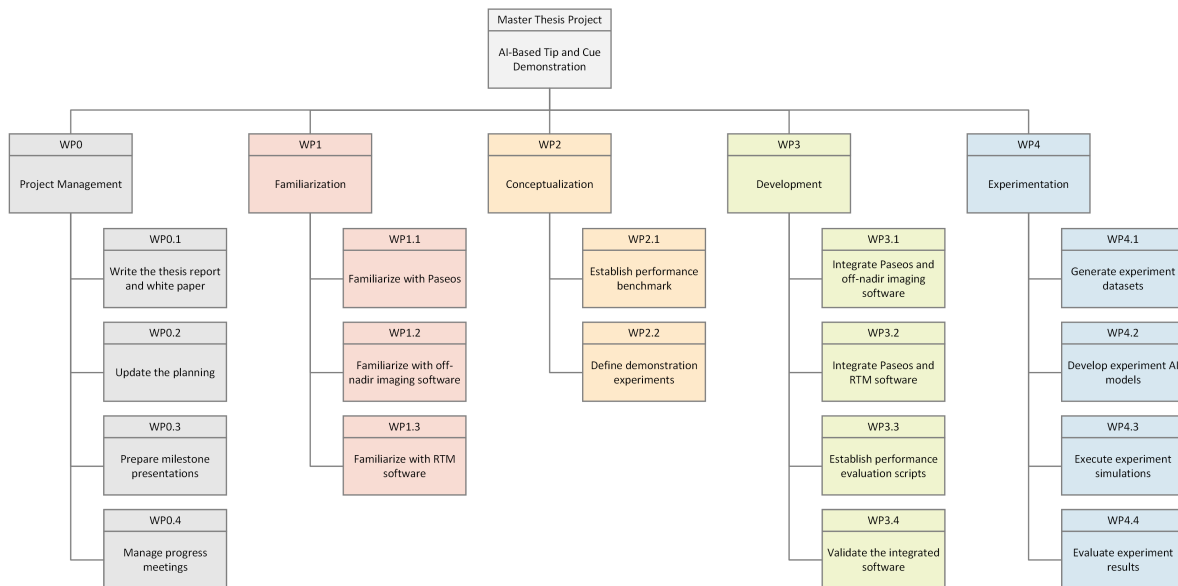 Master Thesis Project
AI-Based Tip and Cue
Demonstration
WP0
Project Management
WP0.1
Write the thesis report
and white paper
WP0.2
Update the planning
WP0.3
Prepare milestone
presentations
WP0.4
Manage progress
meetings
WP1
Familiarization
WP1.1
Familiarize with Paseos
WP1.2
Familiarize with off-
nadir imaging software
WP1.3
Familiarize with RTM
software
WP2
Conceptualization
WP2.1
Establish performance
benchmark
WP2.2
Define demonstration
experiments
WP3
Development
WP3.1
Integrate Paseos and
off-nadir imaging
software
WP3.2
Integrate Paseos and
RTM software
WP3.3
Establish performance
evaluation scripts
WP3.4
Validate the integrated
software
WP4
Experimentation
WP4.1
Generate experiment
datasets
WP4.2
Develop experiment AI
models
WP4.3
Execute experiment
simulations
WP4.4
Evaluate experiment
results